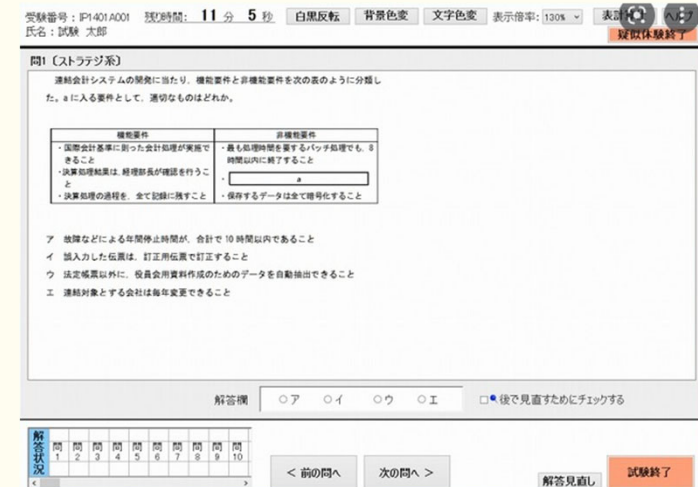 受験番号：IP1401A001 残り時間： 11 分 5 秒 白黒反転 背景色変 文字色変 表示倍率： 130% 表計
氏名：試験 太郎
疑似体験終了
問1〔ストラテジ系〕
連結会計システムの開発に当たり，機能要件と非機能要件を次の表のように分類し
た。aに入る要件として，適切なものはどれか。
機能要件 非機能要件
・国際会計基準に則った会計処理が実施で
きること
・決算処理結果は，経理部長が確認を行うこ
と
・決算処理の過程を，全て記録に残すこと
・最も処理時間を要するバッチ処理でも，8
時間以内に終了すること
・ a
・保存するデータは全て暗号化すること
ア 故障などによる年間停止時間が，合計で10時間以内であること
イ 誤入力した伝票は，訂正用伝票で訂正すること
ウ 法定帳票以外に，役員会用資料作成のためのデータを自動抽出できること
エ 連結対象とする会社は毎年変更できること
解答欄 ア イ ウ エ 後で見直すためにチェックする
解答状況 問1 問2 問3 問4 問5 問6 問7 問8 問9 問10
< 前の問へ 次の問へ > 解答見直し 試験終了